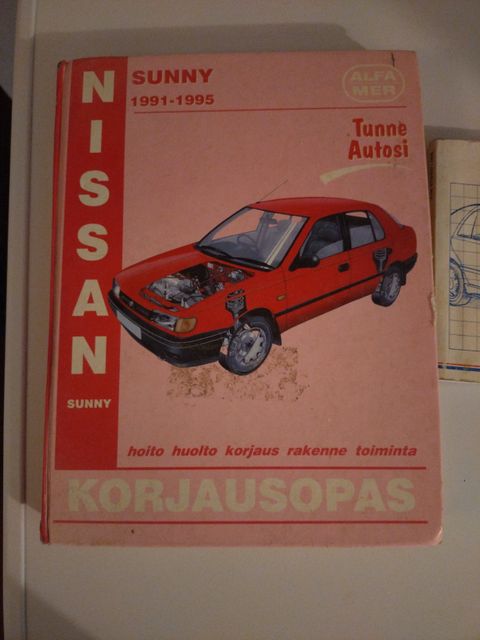 NISSAN
SUNNY
SUNNY
1991-1995
ALFA
MER
Tunne
Autosi
hoito huolto korjaus rakenne toiminta
KORJAUSOPAS